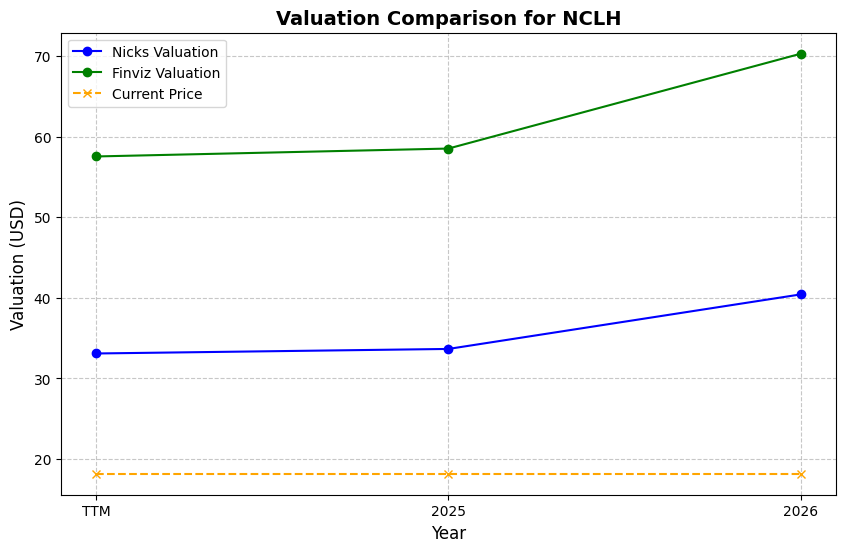 Valuation Comparison for NCLH
Nicks Valuation
Finviz Valuation
Current Price
Valuation (USD)
70
60
50
40
30
20
TTM
2025
2026
Year